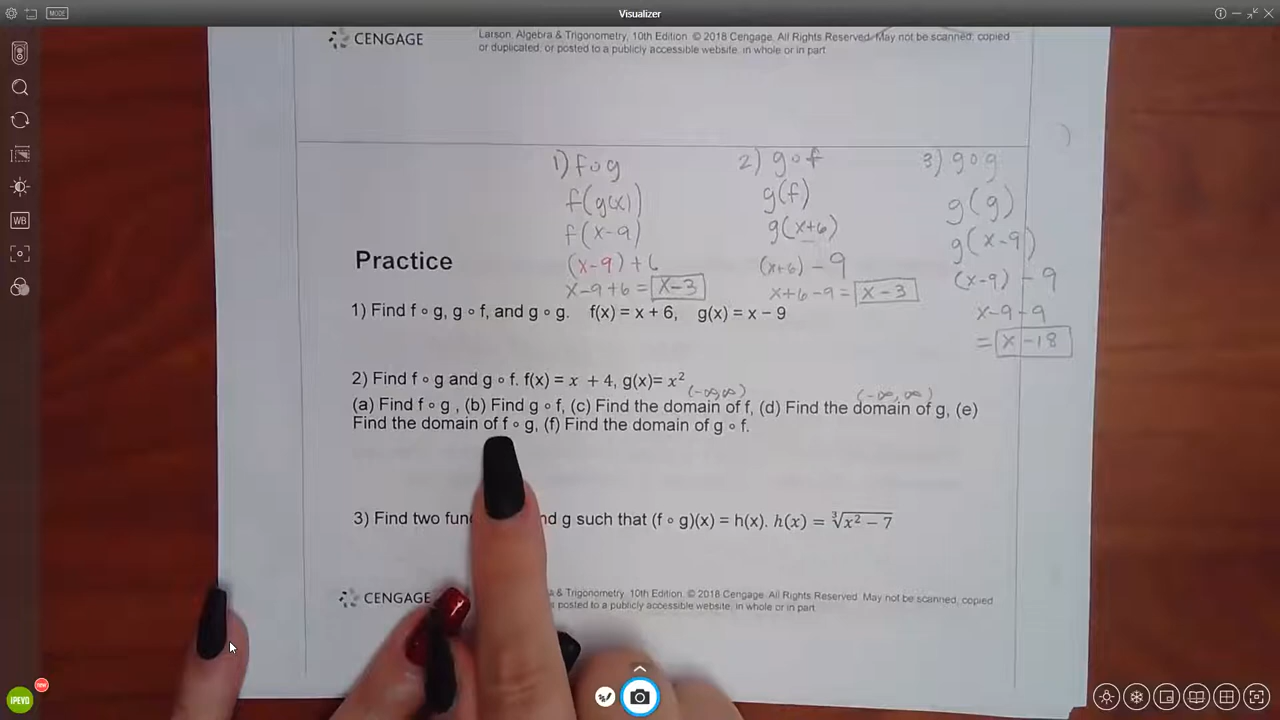 MODE
Visualizer
CENGAGE
Larson, Algebra & Trigonometry, 10th Edition. © 2018 Cengage. All Rights Reserved. May not be scanned, copied
or duplicated, or posted to a publicly accessible website, in whole or in part.
1) f∘g
f(g(x))
f(x-9)
(x-9)+6
x-9+6 = x-3
2) g∘f
g(f)
g(x+6)
(x+6)-9
x+6-9 = x-3
3) g∘g
g(g)
g(x-9)
(x-9)-9
x-9-9
= x-18
Practice
1) Find f ∘ g, g ∘ f, and g ∘ g. f(x) = x + 6, g(x) = x − 9
2) Find f ∘ g and g ∘ f. f(x) = x + 4, g(x)= x²
(-∞,∞) (-∞,∞)
(a) Find f ∘ g , (b) Find g ∘ f, (c) Find the domain of f, (d) Find the domain of g, (e)
Find the domain of f ∘ g, (f) Find the domain of g ∘ f.
3) Find two nd g such that (f ∘ g)(x) = h(x). h(x) = ∛(x² − 7)
CENGAGE
& Trigonometry, 10th Edition. © 2018 Cengage. All Rights Reserved. May not be scanned, copied
posted to a publicly accessible website, in whole or in part.
IPEVO
new
WB